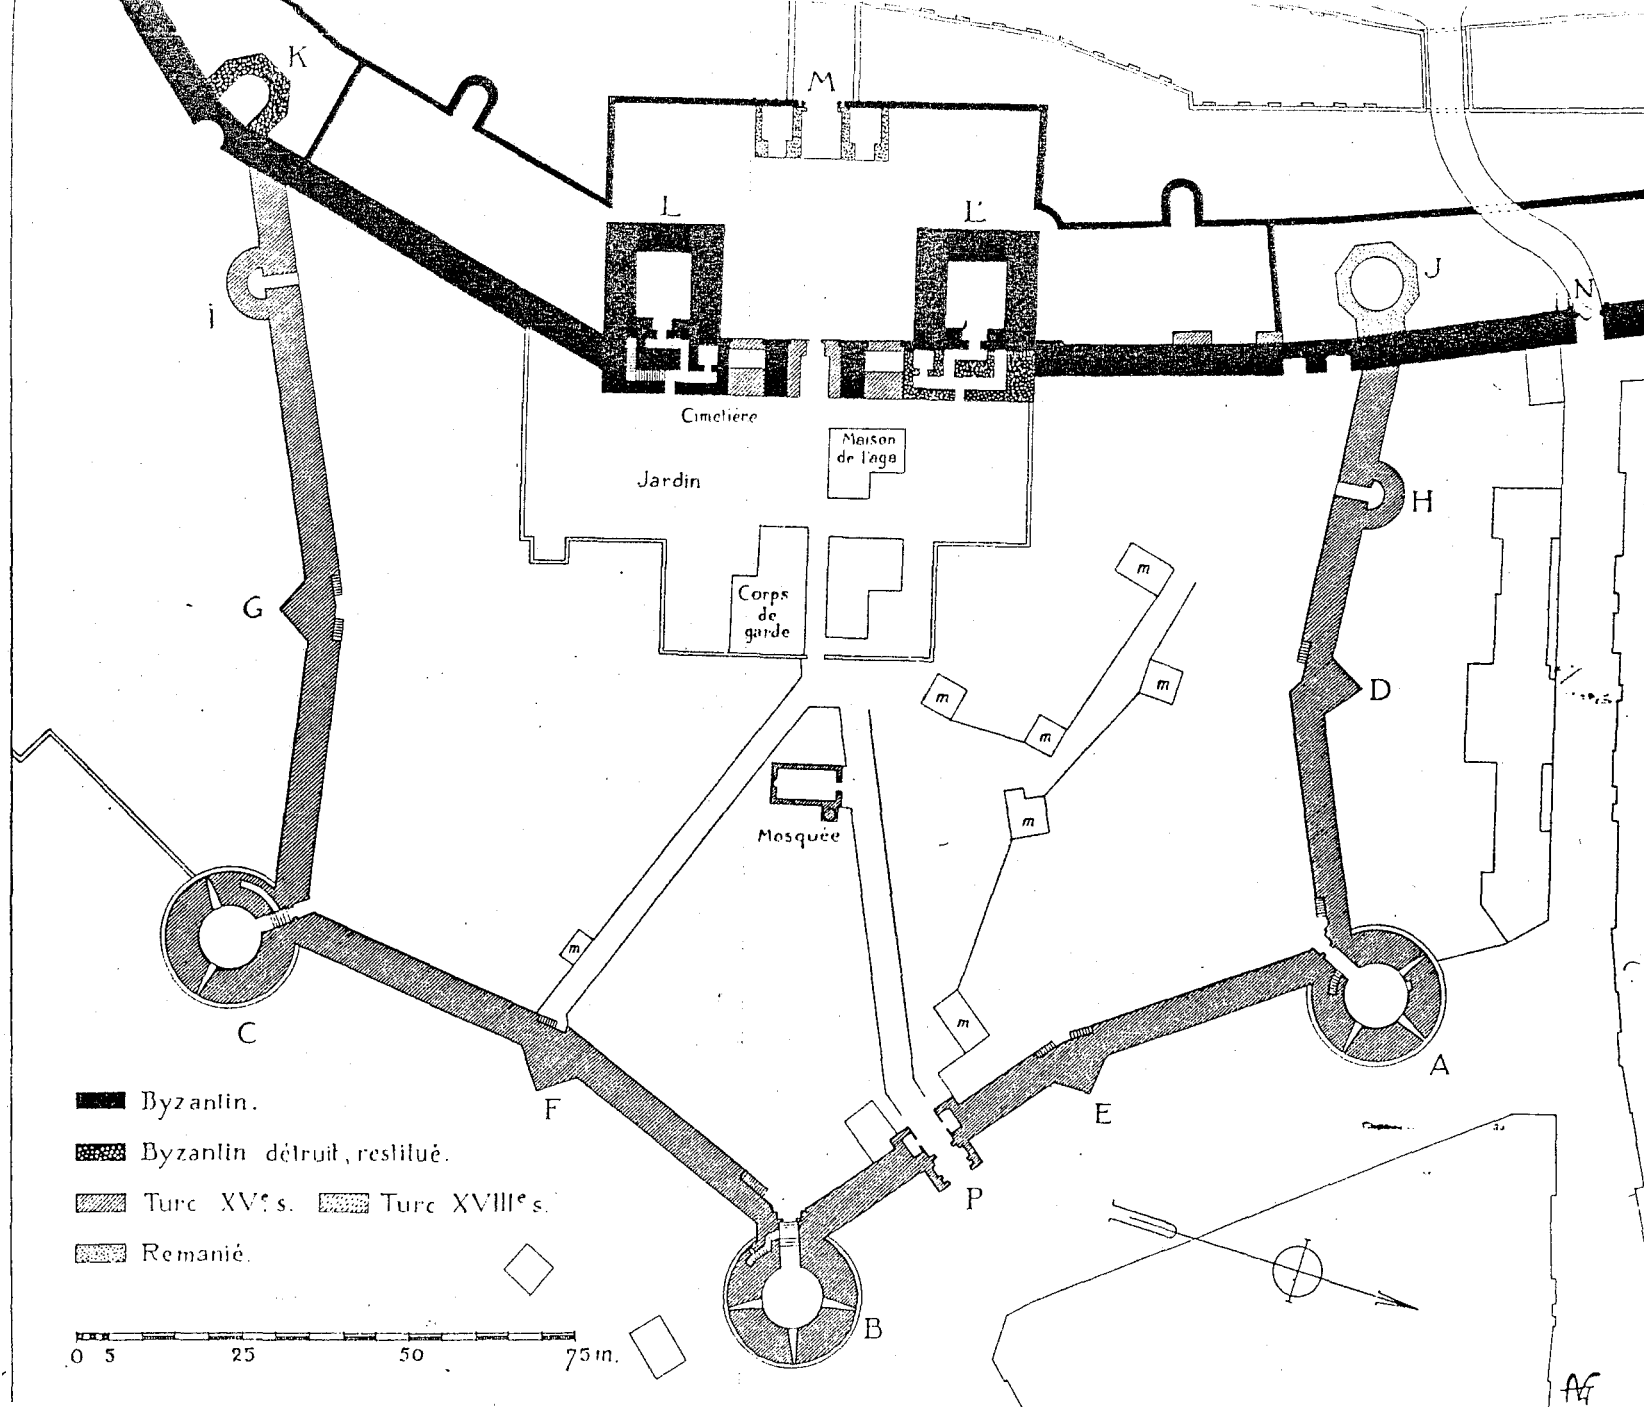 K
M
L
L'
J
N
i
Cimetière
Maison
de l'aga
Jardin
H
m
G
Corps
de
garde
m
m
D
m
m
Mosquée
m
C
m
A
F
E
P
B
Byzantin.
Byzantin détruit, restitué.
Turc XVe s. Turc XVIIIe s.
Remanié.
0 5 25 50 75 m.
AG